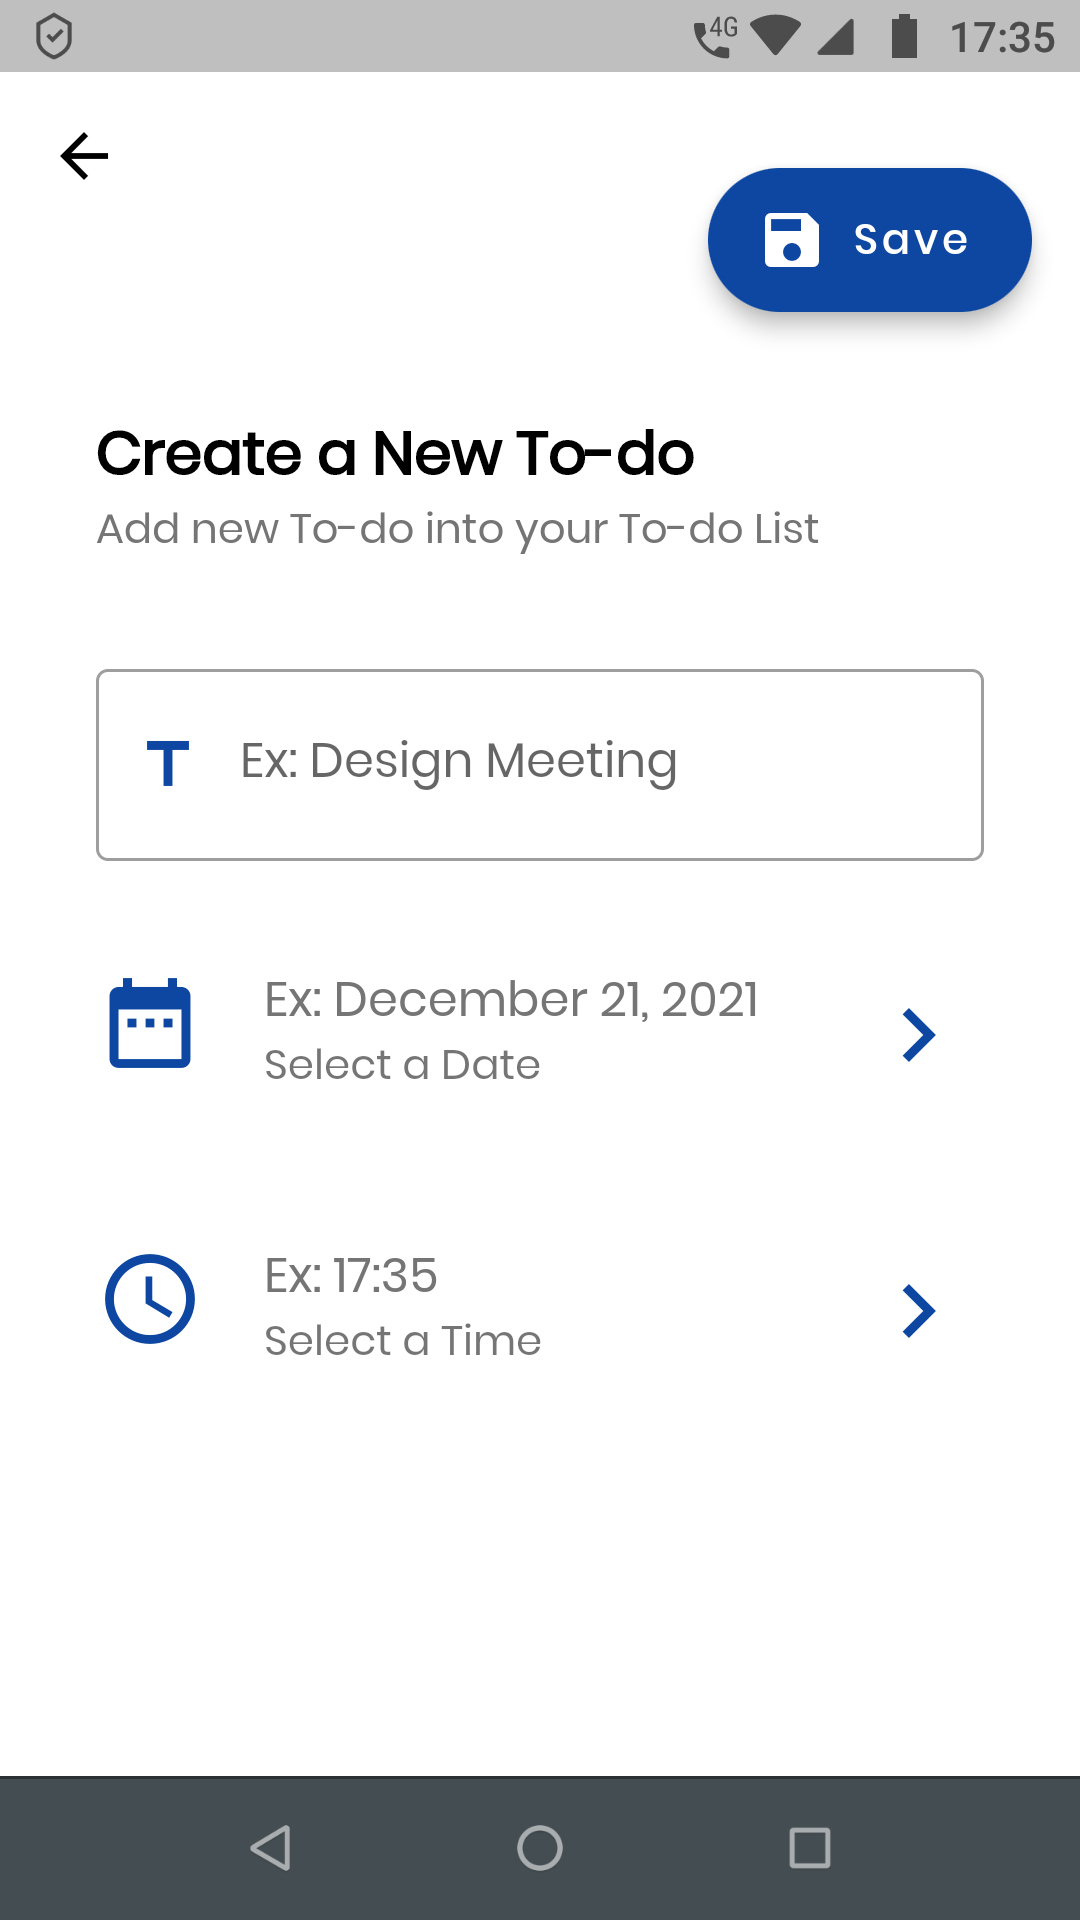 4G 17:35
Save
Create a New To-do
Add new To-do into your To-do List
T Ex: Design Meeting
Ex: December 21, 2021
Select a Date
Ex: 17:35
Select a Time